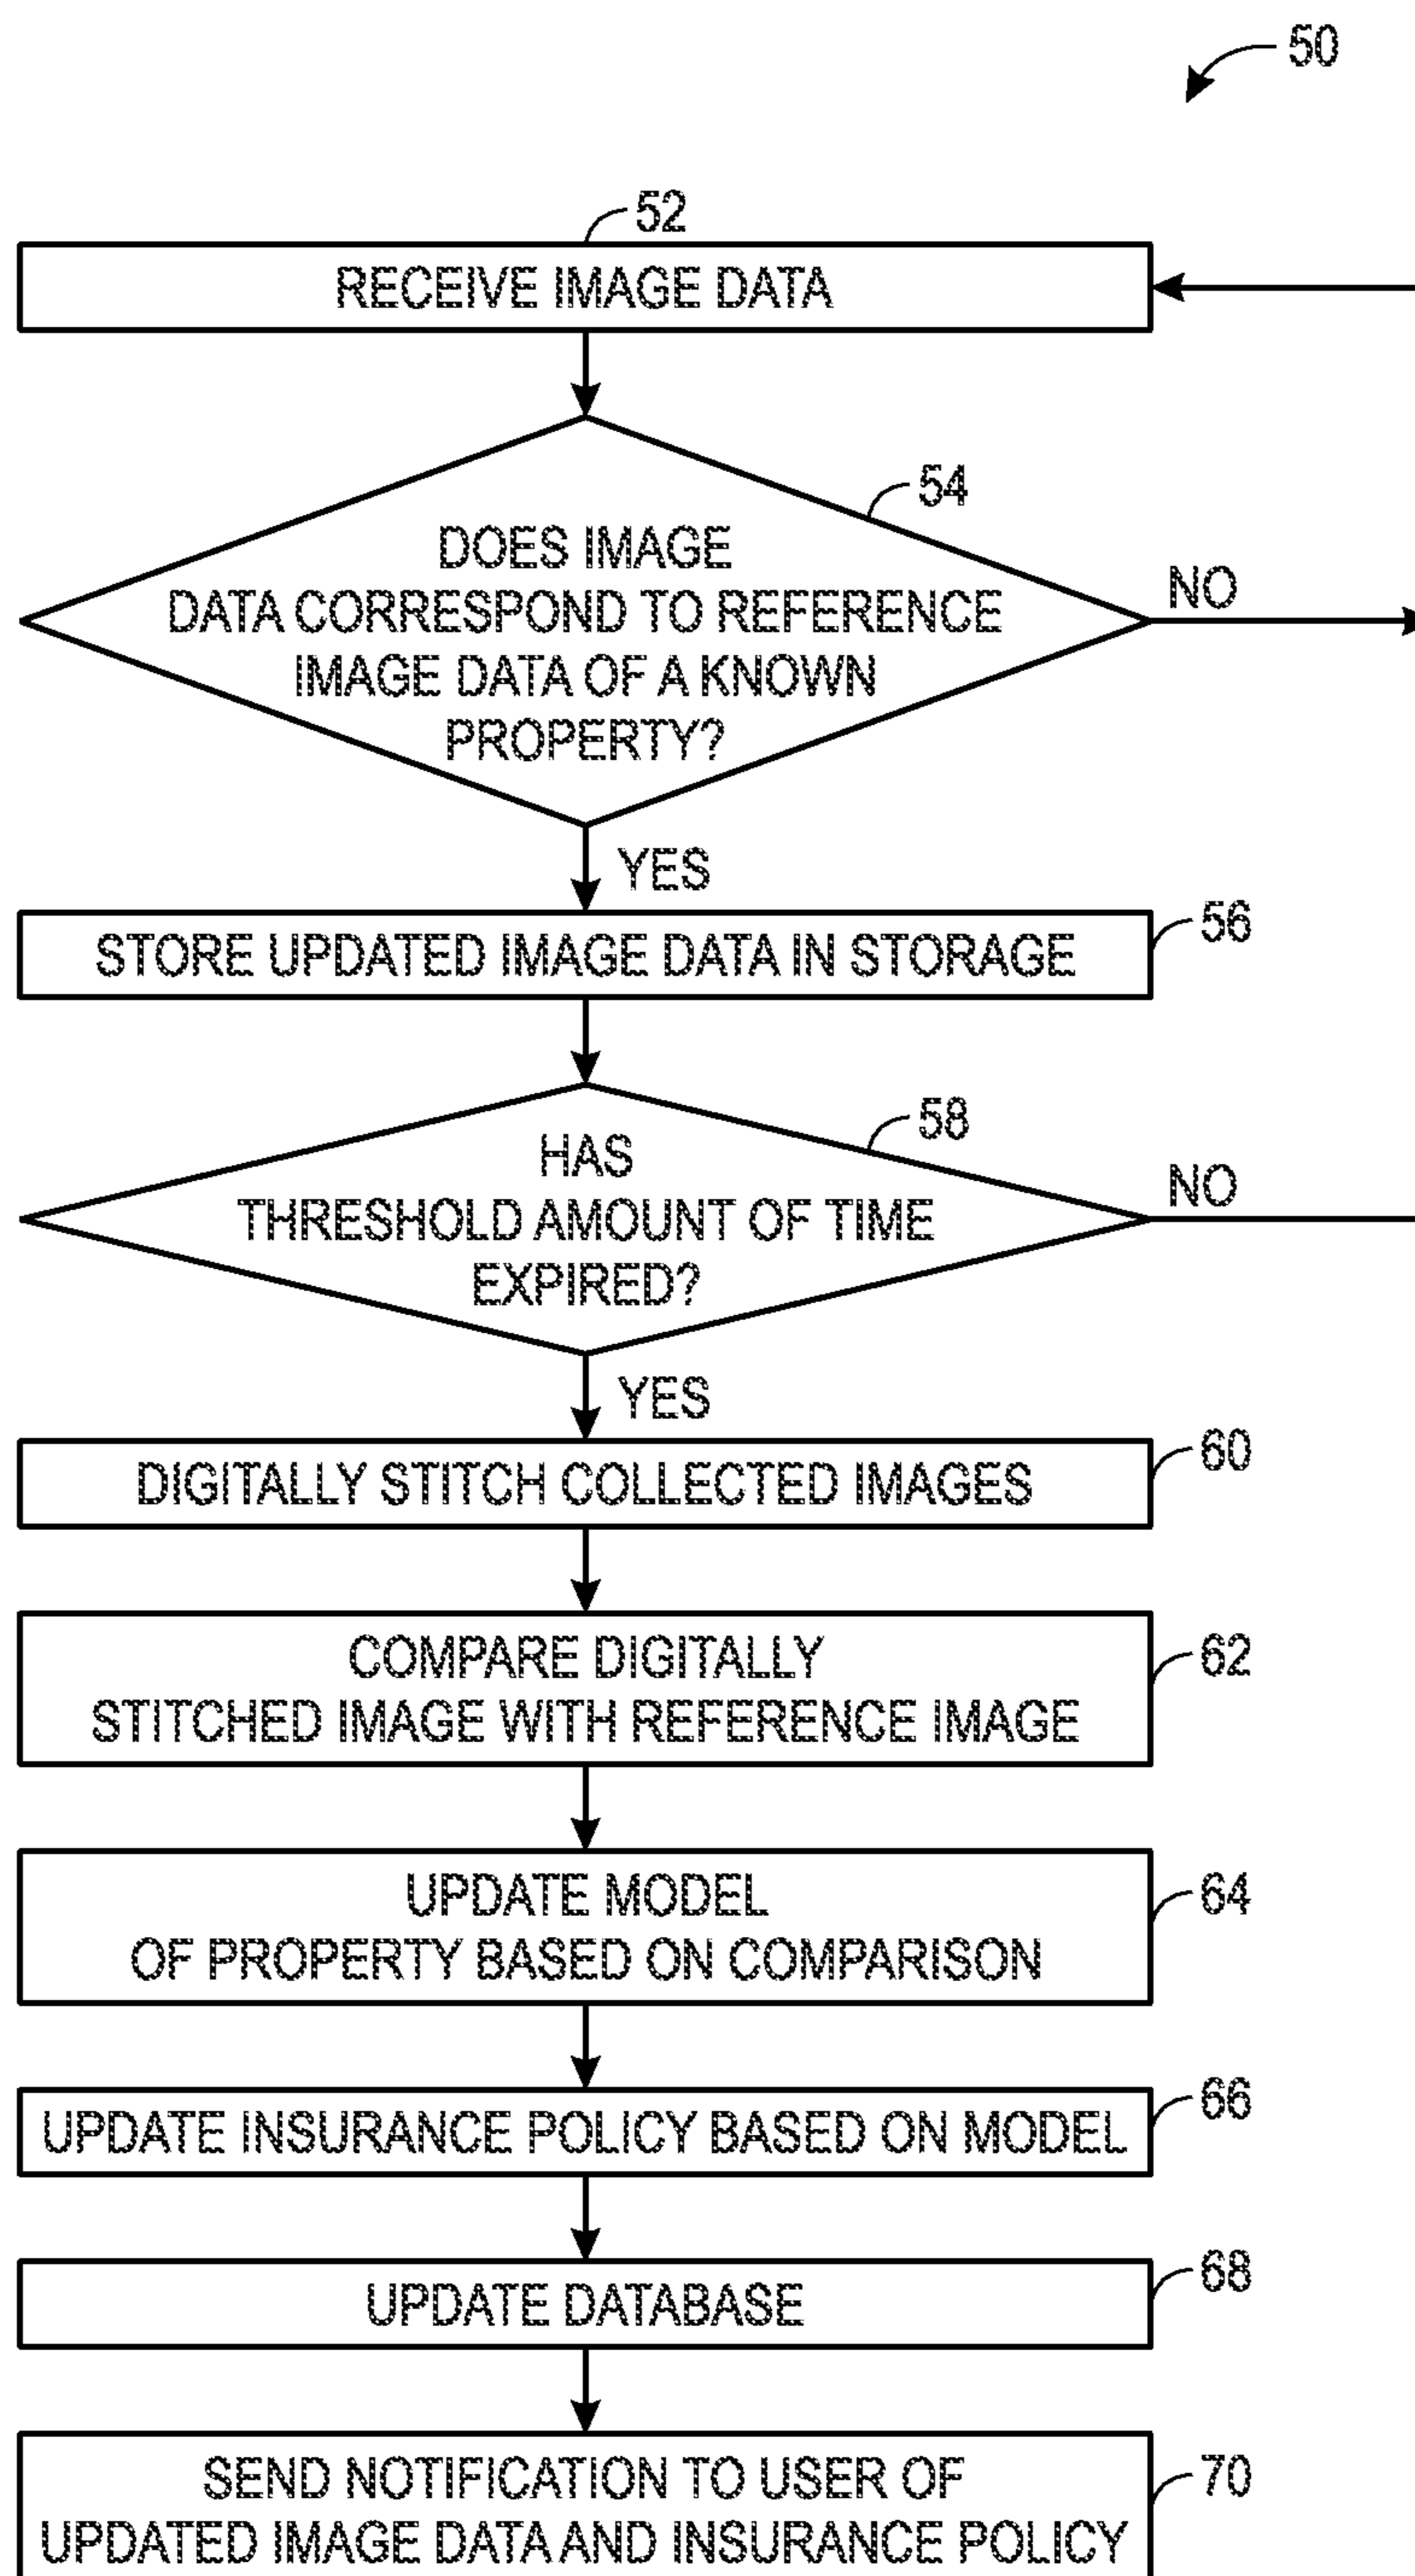 50
52
RECEIVE IMAGE DATA
54
DOES IMAGE
DATA CORRESPOND TO REFERENCE
IMAGE DATA OF A KNOWN
PROPERTY?
NO
YES
STORE UPDATED IMAGE DATA IN STORAGE
56
58
HAS
THRESHOLD AMOUNT OF TIME
EXPIRED?
NO
YES
DIGITALLY STITCH COLLECTED IMAGES
60
COMPARE DIGITALLY
STITCHED IMAGE WITH REFERENCE IMAGE
62
UPDATE MODEL
OF PROPERTY BASED ON COMPARISON
64
UPDATE INSURANCE POLICY BASED ON MODEL
66
UPDATE DATABASE
68
SEND NOTIFICATION TO USER OF
UPDATED IMAGE DATA AND INSURANCE POLICY
70